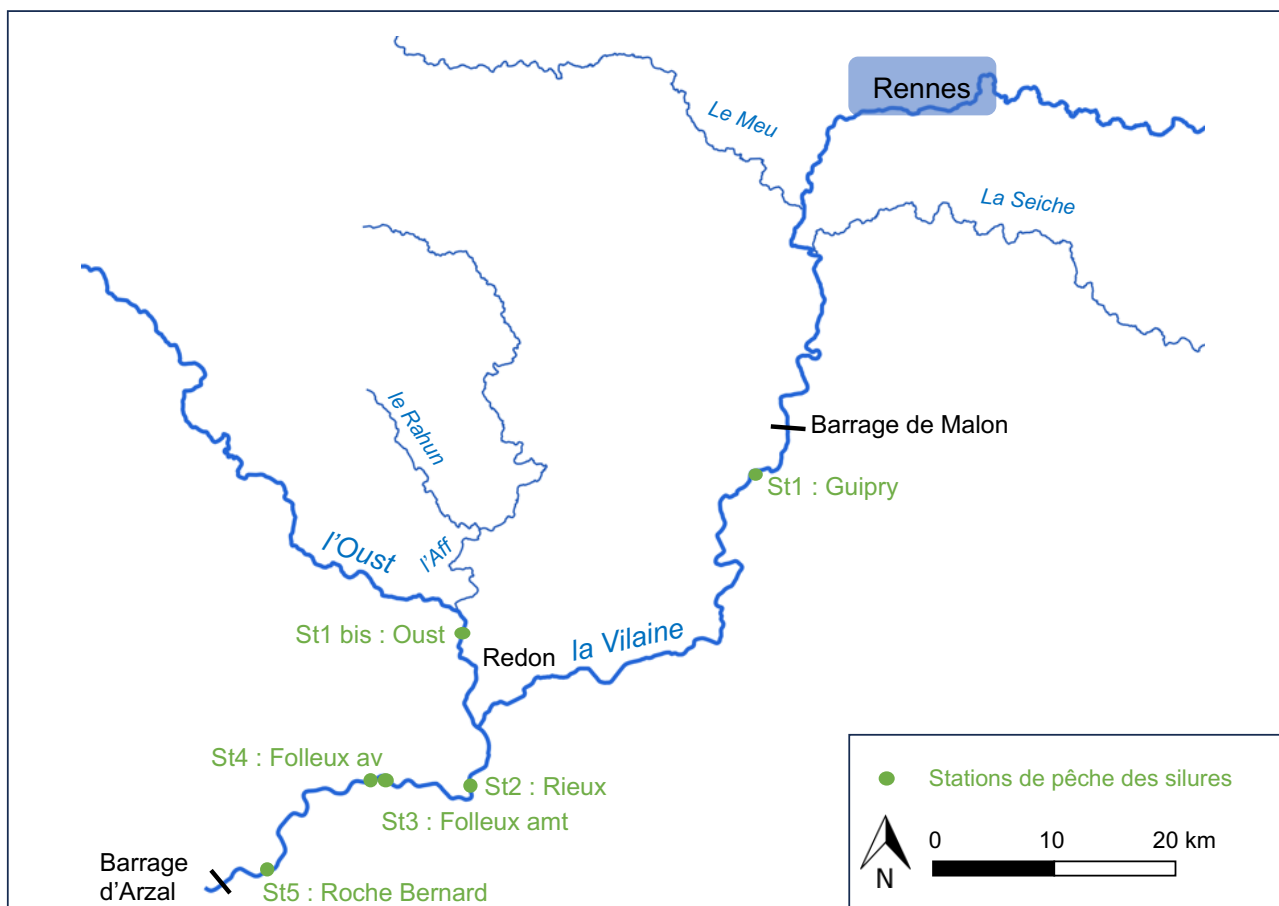 Rennes
Le Meu
La Seiche
le Rahun
Barrage de Malon
St1 : Guipry
l'Oust
l'Aff
St1 bis : Oust
Redon
la Vilaine
St4 : Folleux av
St2 : Rieux
St3 : Folleux amt
Barrage
d'Arzal
St5 : Roche Bernard
Stations de pêche des silures
0 10 20 km
N